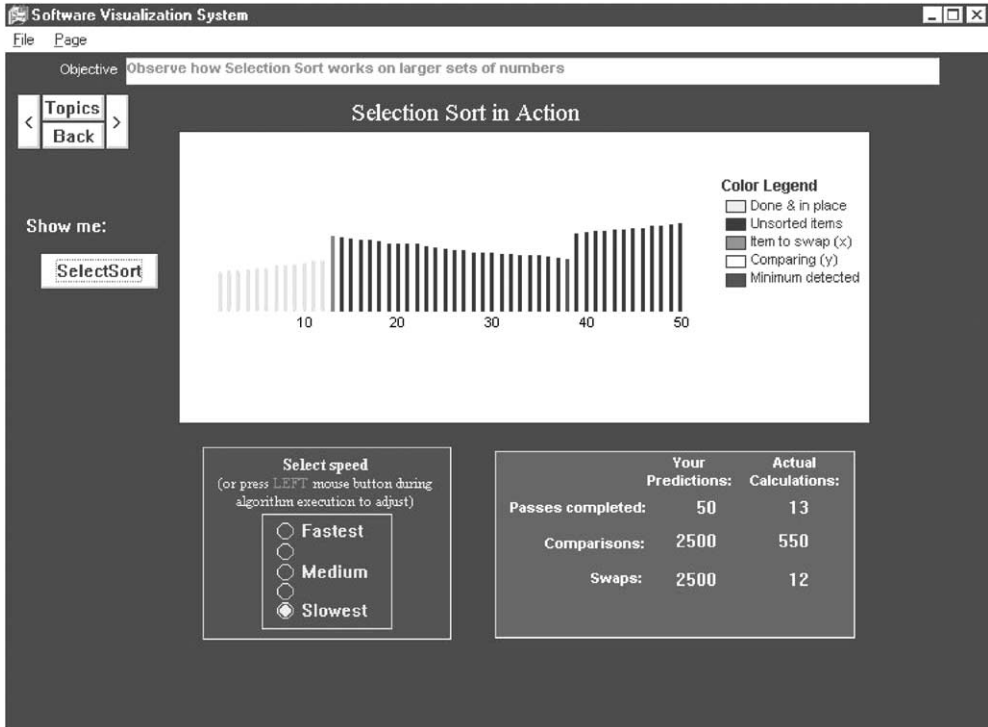 Software Visualization System
File Page
Objective Observe how Selection Sort works on larger sets of numbers
< Topics >
Back
Selection Sort in Action
Show me:
SelectSort
Color Legend
Done & in place
Unsorted items
Item to swap (x)
Comparing (y)
Minimum detected
10 20 30 40 50
Select speed
(or press LEFT mouse button during
algorithm execution to adjust)
Fastest
Medium
Slowest
Your Actual
Predictions: Calculations:
Passes completed: 50 13
Comparisons: 2500 550
Swaps: 2500 12